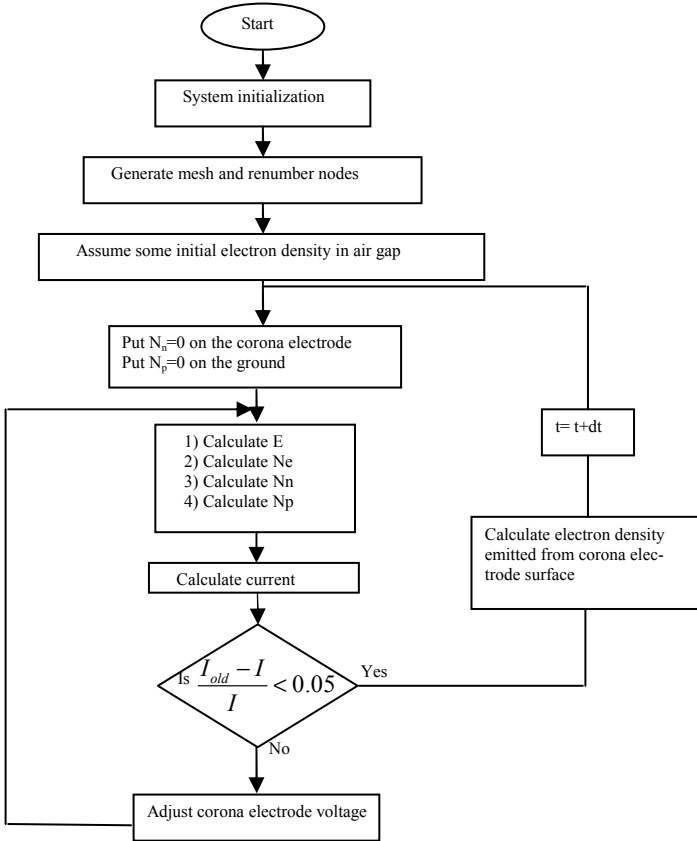 Start
System initialization
Generate mesh and renumber nodes
Assume some initial electron density in air gap
Put Nₙ=0 on the corona electrode
Put Nₚ=0 on the ground
t= t+dt
1) Calculate E
2) Calculate Ne
3) Calculate Nn
4) Calculate Np
Calculate electron density
emitted from corona elec-
trode surface
Calculate current
Is (I_old − I) / I < 0.05
Yes
No
Adjust corona electrode voltage